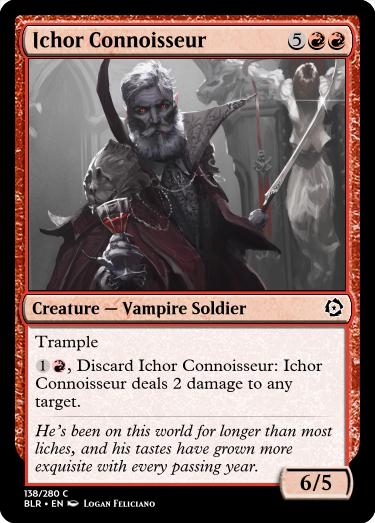 Ichor Connoisseur 5RR
Creature — Vampire Soldier
Trample
1R, Discard Ichor Connoisseur: Ichor
Connoisseur deals 2 damage to any
target.
He's been on this world for longer than most
liches, and his tastes have grown more
exquisite with every passing year.
6/5
138/280 C
BLR • EN Logan Feliciano